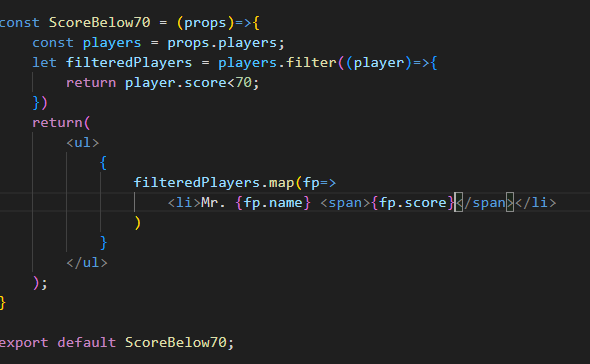 const ScoreBelow70 = (props)=>{
const players = props.players;
let filteredPlayers = players.filter((player)=>{
return player.score<70;
})
return(
<ul>
{
filteredPlayers.map(fp=>
<li>Mr. {fp.name} <span>{fp.score}</span></li>
)
}
</ul>
);
}
export default ScoreBelow70;